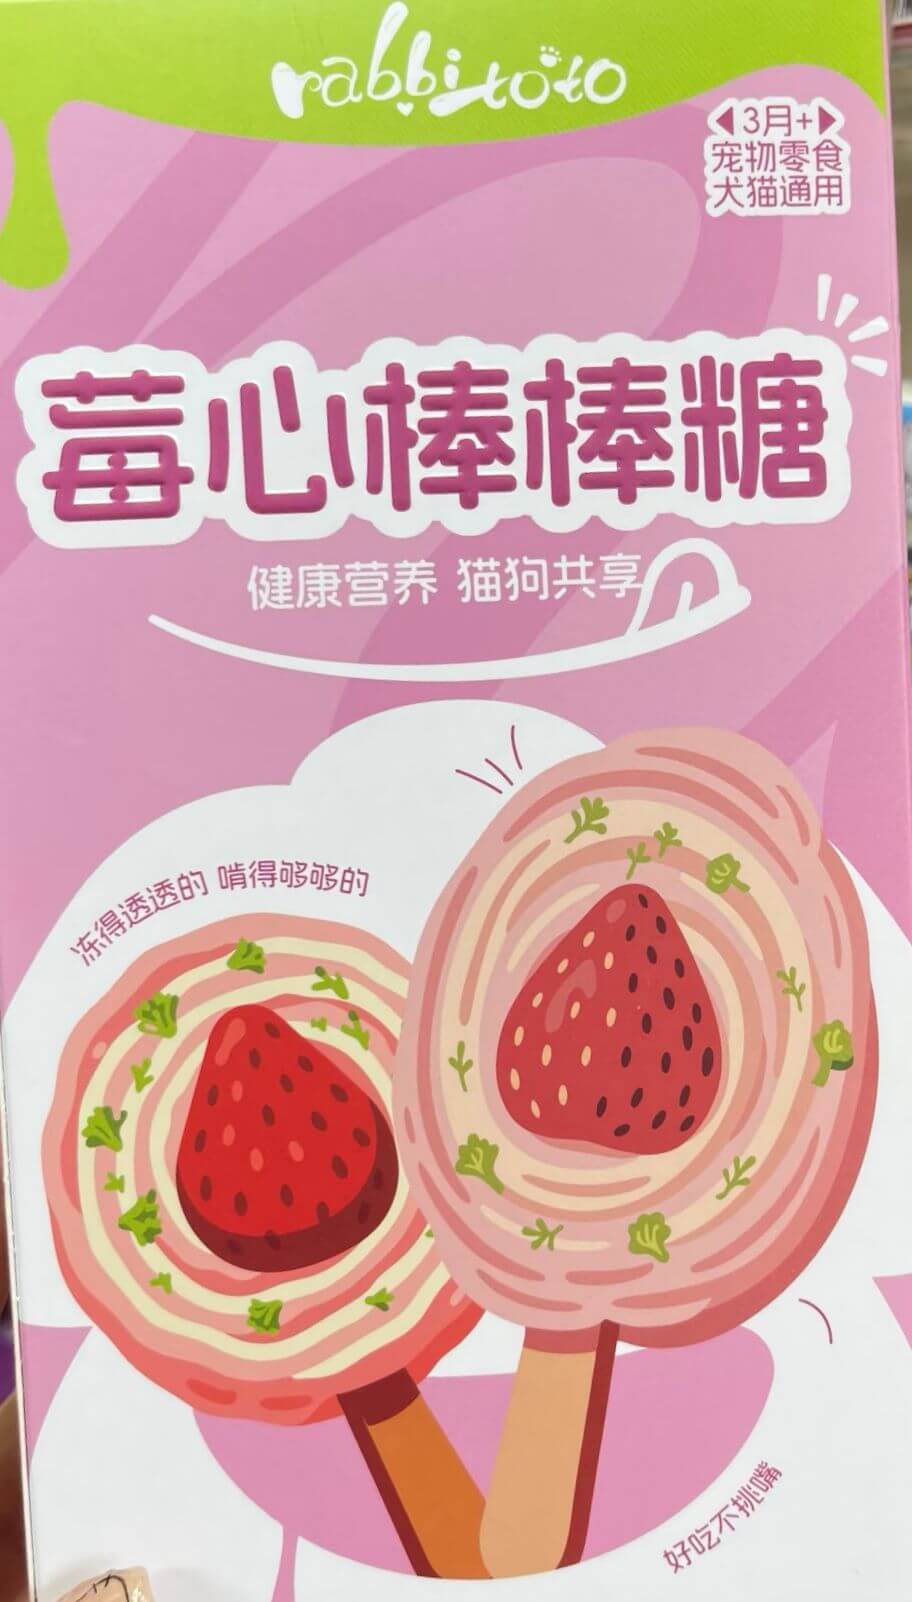 rabbitoto
3月+
宠物零食
犬猫通用
莓心棒棒糖
健康营养 猫狗共享
冻得透透的 啃得够够的
好吃不挑嘴